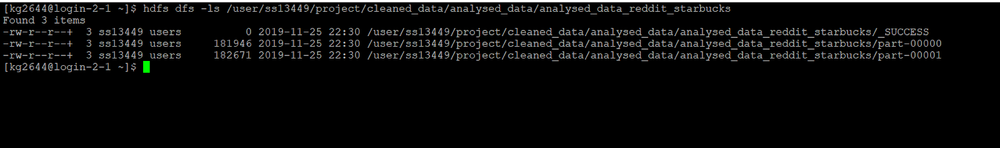 [kg2644@login-2-1 ~]$ hdfs dfs -ls /user/ss13449/project/cleaned_data/analysed_data/analysed_data_reddit_starbucks
Found 3 items
-rw-r--r--+  3 ss13449 users          0 2019-11-25 22:30 /user/ss13449/project/cleaned_data/analysed_data/analysed_data_reddit_starbucks/_SUCCESS
-rw-r--r--+  3 ss13449 users     181946 2019-11-25 22:30 /user/ss13449/project/cleaned_data/analysed_data/analysed_data_reddit_starbucks/part-00000
-rw-r--r--+  3 ss13449 users     182671 2019-11-25 22:30 /user/ss13449/project/cleaned_data/analysed_data/analysed_data_reddit_starbucks/part-00001
[kg2644@login-2-1 ~]$